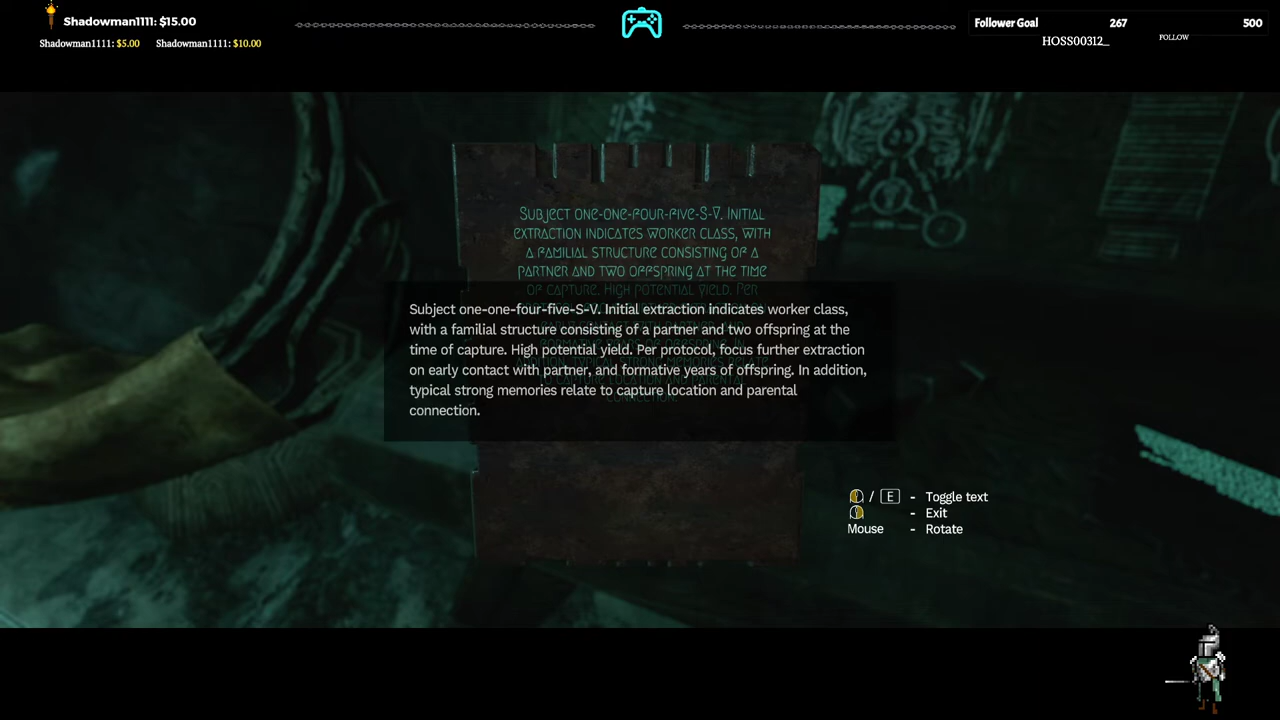 Shadowman1111: $15.00
Shadowman1111: $5.00 Shadowman1111: $10.00
Follower Goal 267 500
HOSS00312_ FOLLOW
SUBJECT ONE-ONE-FOUR-FIVE-S-V. INITIAL
EXTRACTION INDICATES WORKER CLASS, WITH
A FAMILIAL STRUCTURE CONSISTING OF A
PARTNER AND TWO OFFSPRING AT THE TIME
OF CAPTURE. HIGH POTENTIAL YIELD. PER
Subject one-one-four-five-S-V. Initial extraction indicates worker class,
with a familial structure consisting of a partner and two offspring at the
time of capture. High potential yield. Per protocol, focus further extraction
on early contact with partner, and formative years of offspring. In addition,
typical strong memories relate to capture location and parental
connection.
/ E - Toggle text
- Exit
Mouse - Rotate